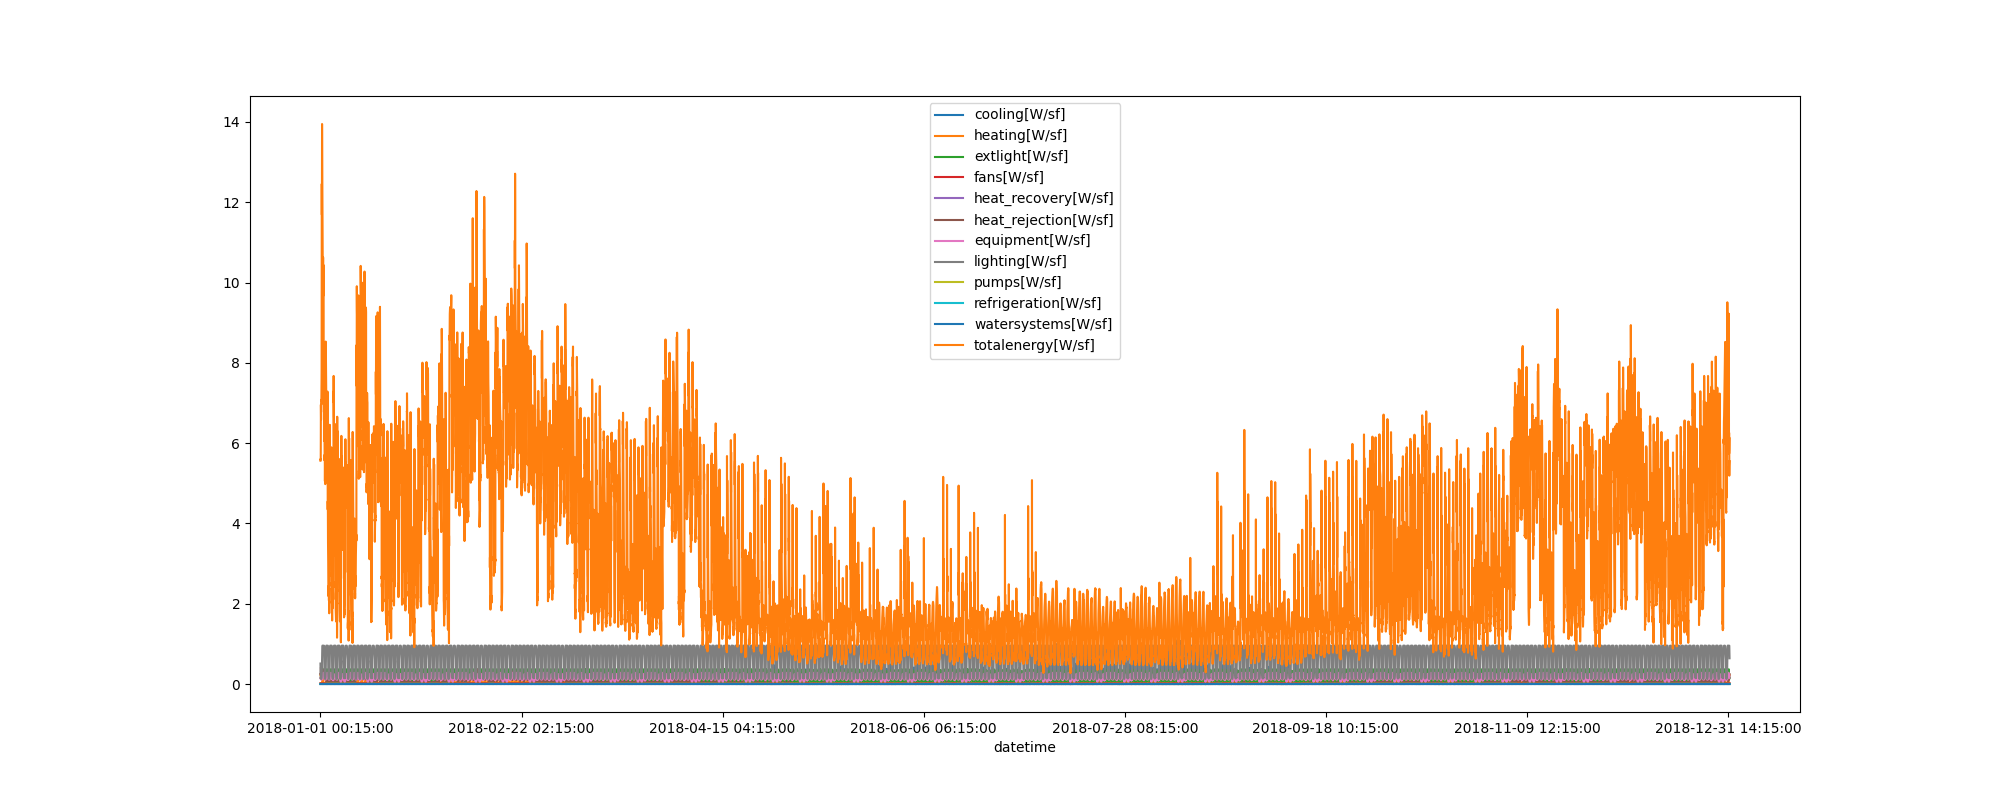 14
12
10
8
6
4
2
0
cooling[W/sf]
heating[W/sf]
extlight[W/sf]
fans[W/sf]
heat_recovery[W/sf]
heat_rejection[W/sf]
equipment[W/sf]
lighting[W/sf]
pumps[W/sf]
refrigeration[W/sf]
watersystems[W/sf]
totalenergy[W/sf]
2018-01-01 00:15:00 2018-02-22 02:15:00 2018-04-15 04:15:00 2018-06-06 06:15:00 2018-07-28 08:15:00 2018-09-18 10:15:00 2018-11-09 12:15:00 2018-12-31 14:15:00
datetime